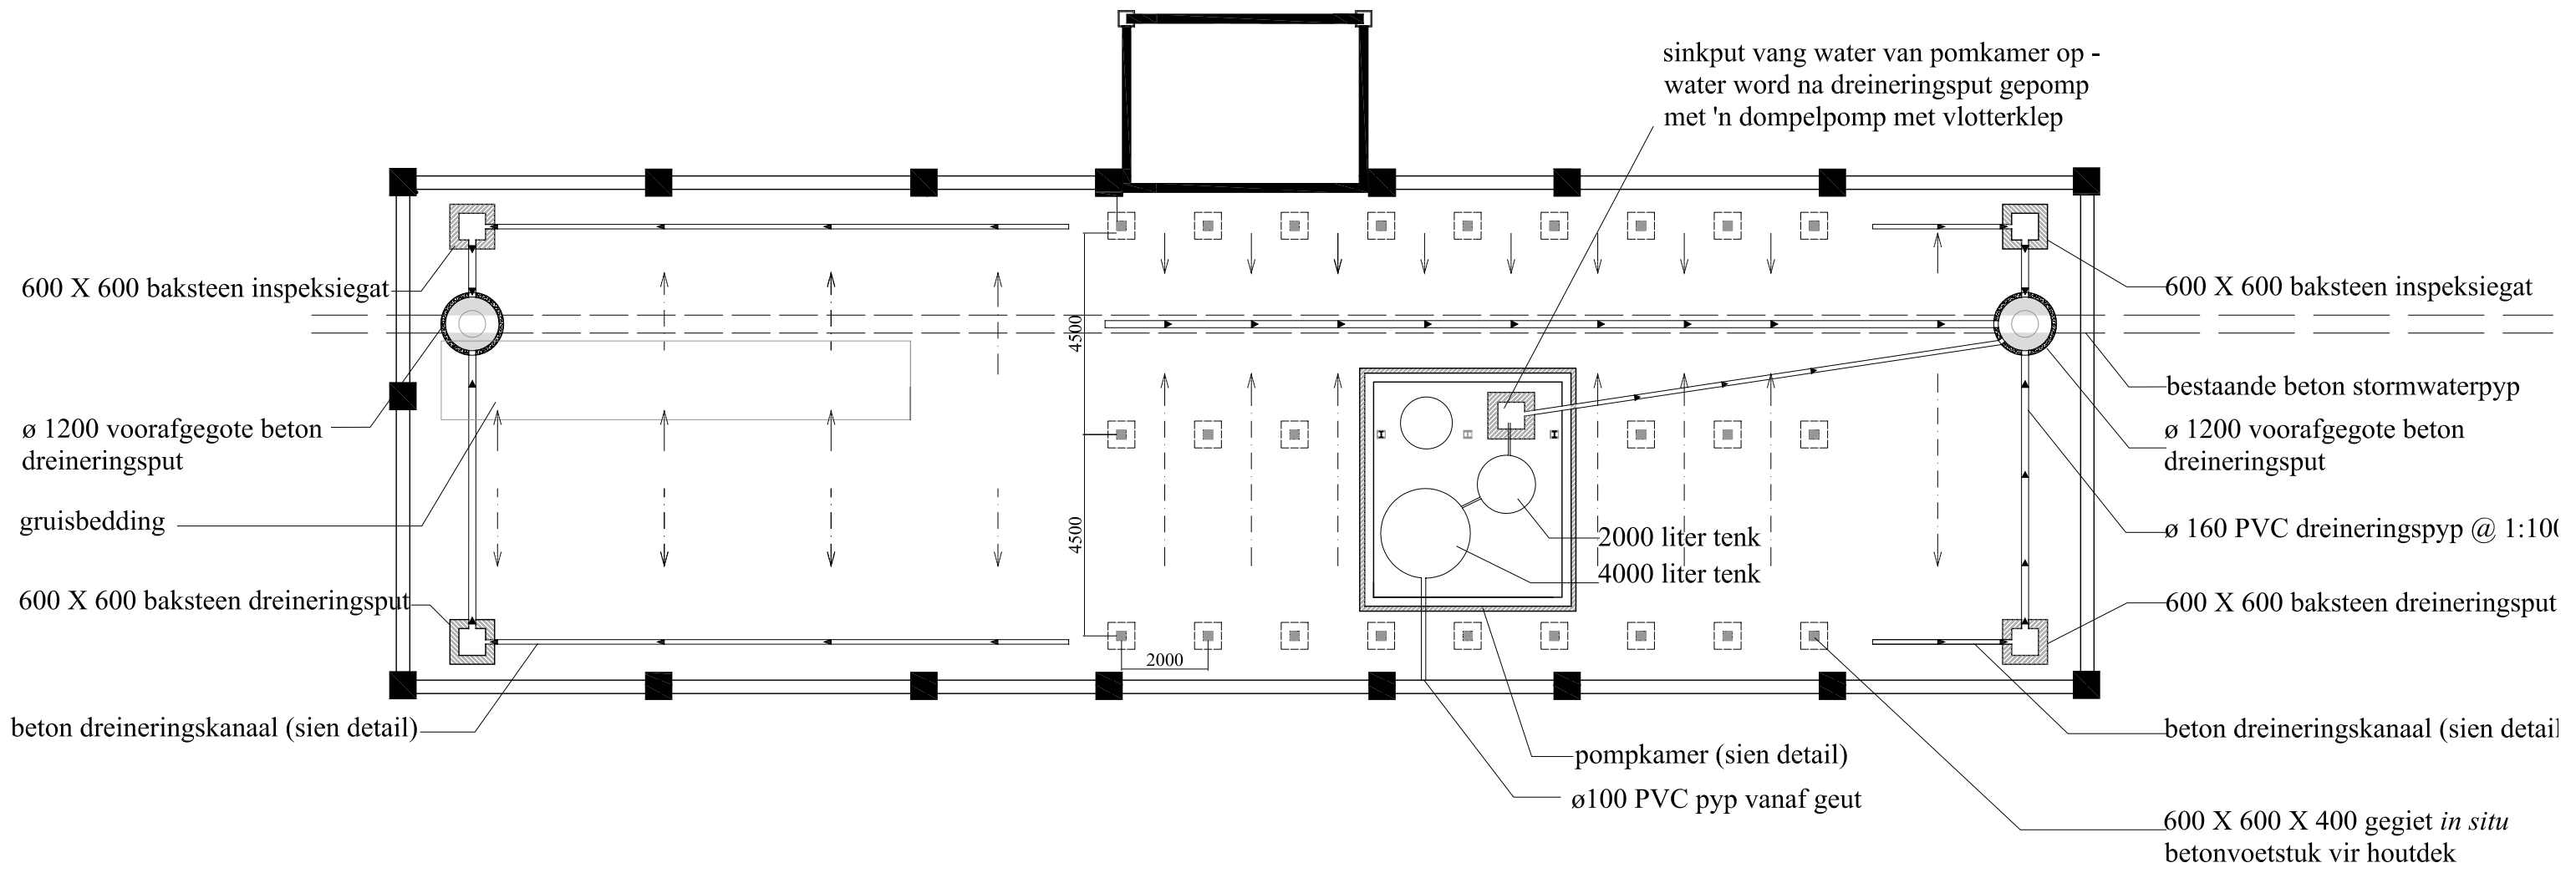 sinkput vang water van pomkamer op -
water word na dreineringsput gepomp
met 'n dompelpomp met vlotterklep
600 X 600 baksteen inspeksiegat
ø 1200 voorafgegote beton
dreineringsput
gruisbedding
600 X 600 baksteen dreineringsput
beton dreineringskanaal (sien detail)
4500
4500
2000
2000 liter tenk
4000 liter tenk
pompkamer (sien detail)
ø100 PVC pyp vanaf geut
600 X 600 baksteen inspeksiegat
bestaande beton stormwaterpyp
ø 1200 voorafgegote beton
dreineringsput
ø 160 PVC dreineringspyp @ 1:100
600 X 600 baksteen dreineringsput
beton dreineringskanaal (sien detail
600 X 600 X 400 gegiet in situ
betonvoetstuk vir houtdek